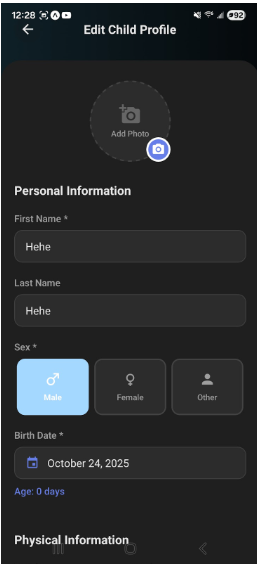 12:28
92
Edit Child Profile
Add Photo
Personal Information
First Name *
Hehe
Last Name
Hehe
Sex *
Male Female Other
Birth Date *
October 24, 2025
Age: 0 days
Physical Information